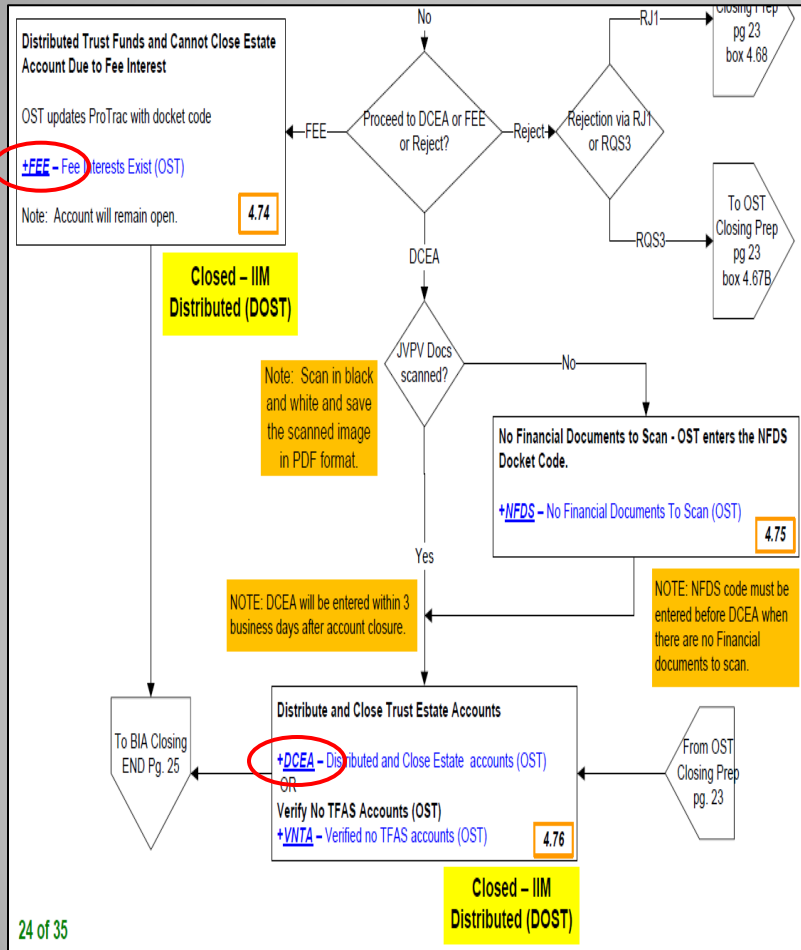 Distributed Trust Funds and Cannot Close Estate
Account Due to Fee Interest
OST updates ProTrac with docket code
+FEE – Fee Interests Exist (OST)
Note: Account will remain open.
4.74
Closed – IIM
Distributed (DOST)
No
Proceed to DCEA or FEE
or Reject?
FEE
Reject
Rejection via RJ1
or RQS3
RJ1
Closing Prep
pg 23
box 4.68
RQS3
To OST
Closing Prep
pg 23
box 4.67B
DCEA
JVPV Docs
scanned?
No
Note: Scan in black
and white and save
the scanned image
in PDF format.
No Financial Documents to Scan - OST enters the NFDS
Docket Code.
+NFDS – No Financial Documents To Scan (OST)
4.75
Yes
NOTE: DCEA will be entered within 3
business days after account closure.
NOTE: NFDS code must be
entered before DCEA when
there are no Financial
documents to scan.
Distribute and Close Trust Estate Accounts
+DCEA – Distributed and Close Estate accounts (OST)
OR
Verify No TFAS Accounts (OST)
+VNTA – Verified no TFAS accounts (OST)
4.76
To BIA Closing
END Pg. 25
From OST
Closing Prep
pg. 23
Closed – IIM
Distributed (DOST)
24 of 35